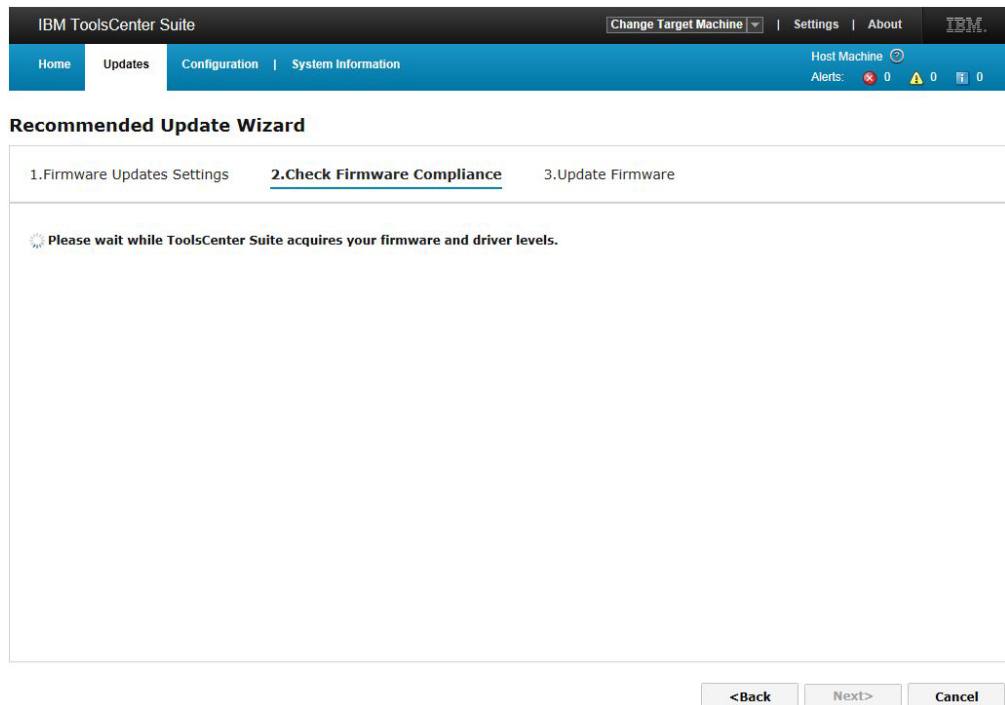 IBM ToolsCenter Suite
Change Target Machine | Settings | About IBM.
Home Updates Configuration | System Information
Host Machine ?
Alerts: 0 0 0
Recommended Update Wizard
1.Firmware Updates Settings 2.Check Firmware Compliance 3.Update Firmware
Please wait while ToolsCenter Suite acquires your firmware and driver levels.
<Back Next> Cancel